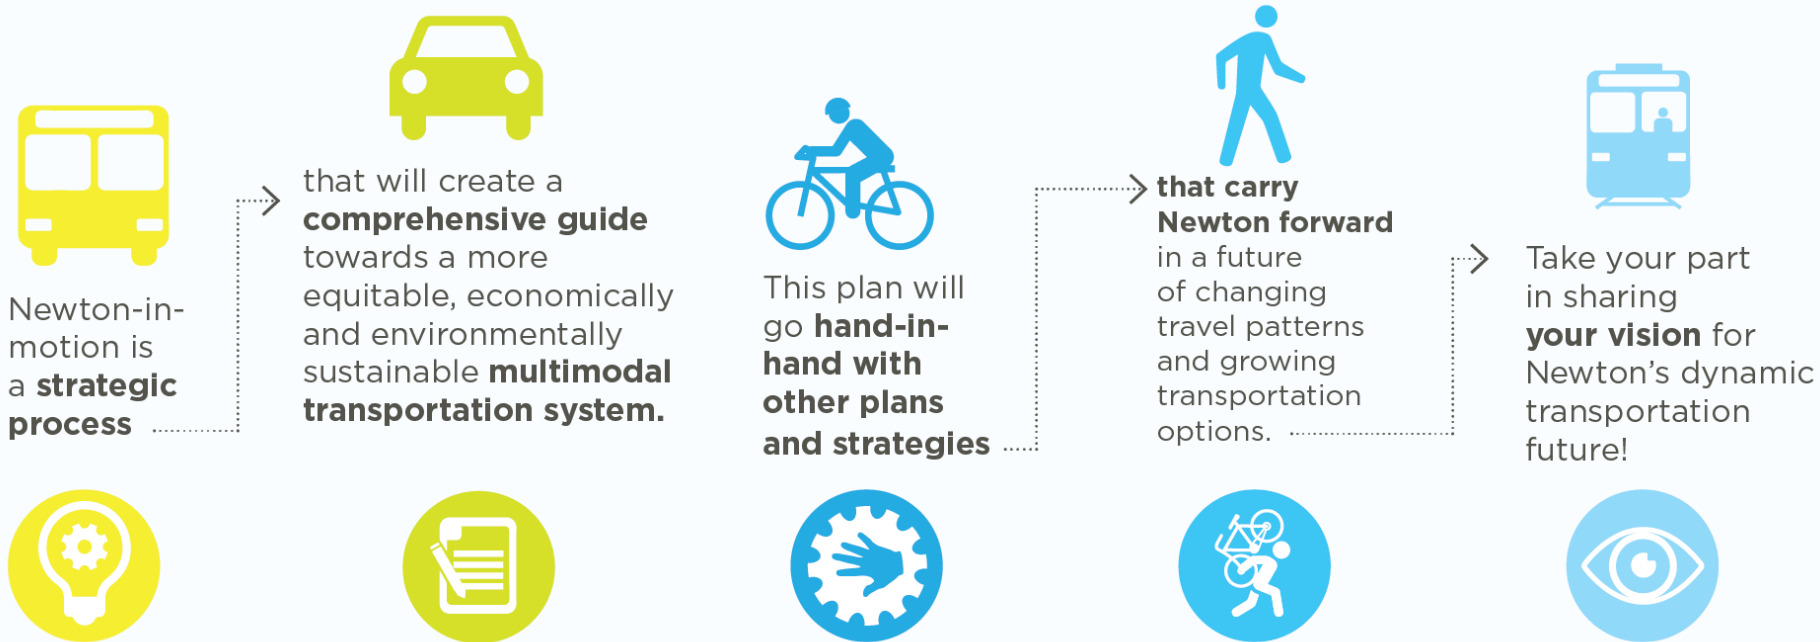 Newton-in-
motion is
a strategic
process
that will create a
comprehensive guide
towards a more
equitable, economically
and environmentally
sustainable multimodal
transportation system.
This plan will
go hand-in-
hand with
other plans
and strategies
that carry
Newton forward
in a future
of changing
travel patterns
and growing
transportation
options.
Take your part
in sharing
your vision for
Newton’s dynamic
transportation
future!